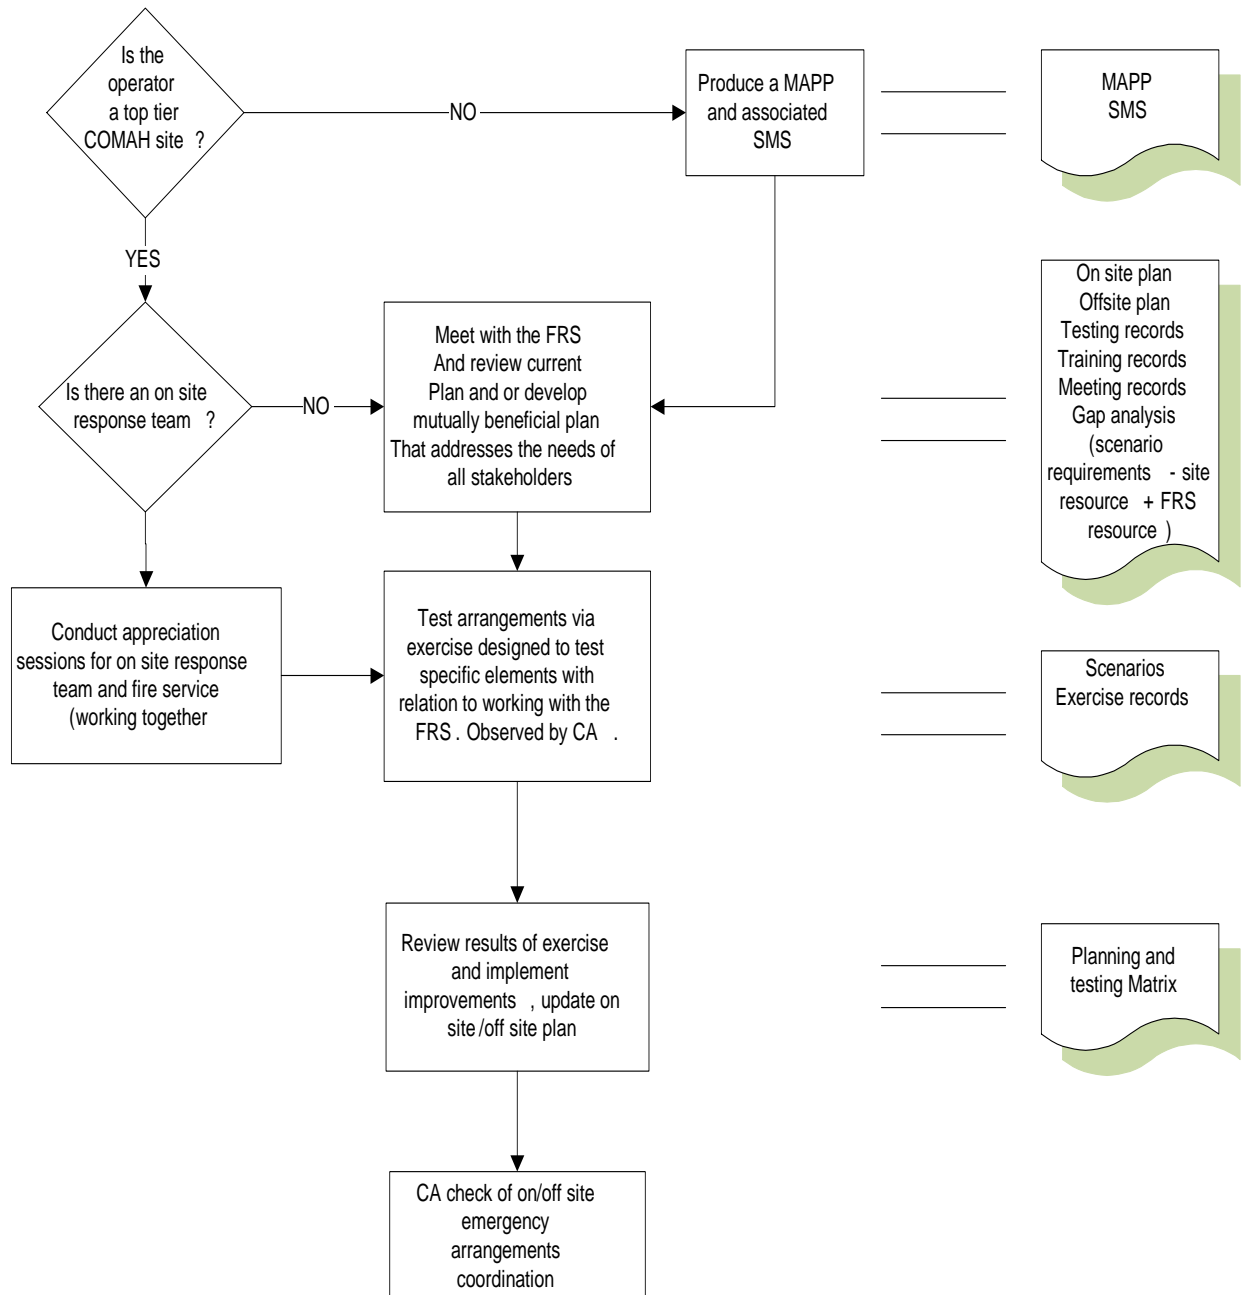 Is the
operator
a top tier
COMAH site ?
NO
Produce a MAPP
and associated
SMS
MAPP
SMS
YES
Is there an on site
response team ?
NO
Meet with the FRS
And review current
Plan and or develop
mutually beneficial plan
That addresses the needs of
all stakeholders
On site plan
Offsite plan
Testing records
Training records
Meeting records
Gap analysis
(scenario
requirements - site
resource + FRS
resource )
Conduct appreciation
sessions for on site response
team and fire service
(working together
Test arrangements via
exercise designed to test
specific elements with
relation to working with the
FRS . Observed by CA .
Scenarios
Exercise records
Review results of exercise
and implement
improvements , update on
site /off site plan
Planning and
testing Matrix
CA check of on/off site
emergency
arrangements
coordination